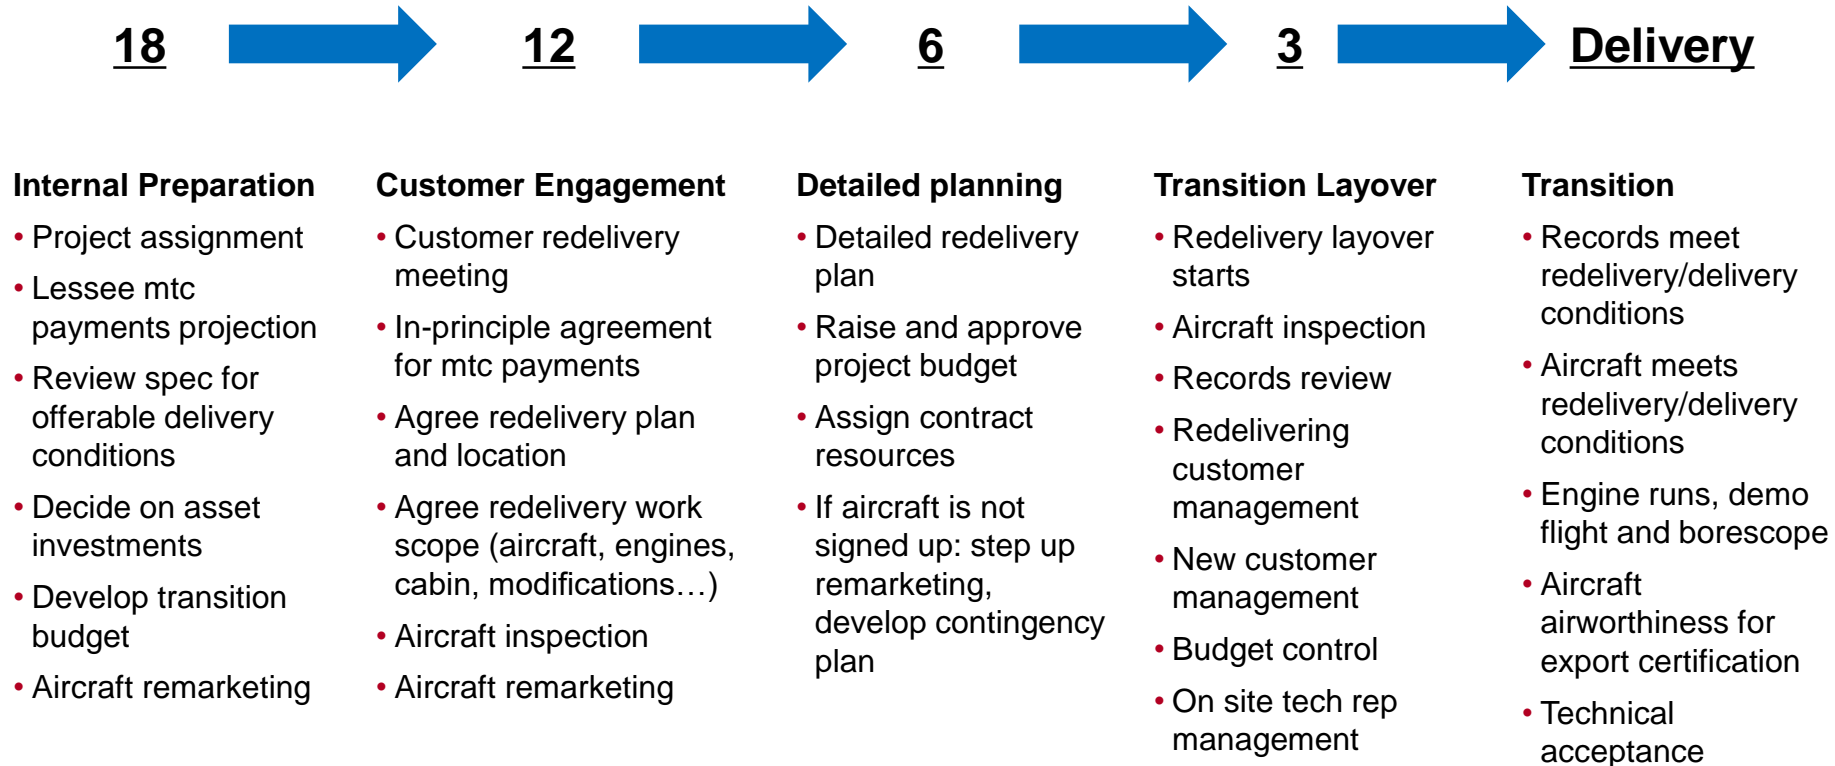 18
12
6
3
Delivery
Internal Preparation
• Project assignment
• Lessee mtc
payments projection
• Review spec for
offerable delivery
conditions
• Decide on asset
investments
• Develop transition
budget
• Aircraft remarketing
Customer Engagement
• Customer redelivery
meeting
• In-principle agreement
for mtc payments
• Agree redelivery plan
and location
• Agree redelivery work
scope (aircraft, engines,
cabin, modifications…)
• Aircraft inspection
• Aircraft remarketing
Detailed planning
• Detailed redelivery
plan
• Raise and approve
project budget
• Assign contract
resources
• If aircraft is not
signed up: step up
remarketing,
develop contingency
plan
Transition Layover
• Redelivery layover
starts
• Aircraft inspection
• Records review
• Redelivering
customer
management
• New customer
management
• Budget control
• On site tech rep
management
Transition
• Records meet
redelivery/delivery
conditions
• Aircraft meets
redelivery/delivery
conditions
• Engine runs, demo
flight and borescope
• Aircraft
airworthiness for
export certification
• Technical
acceptance